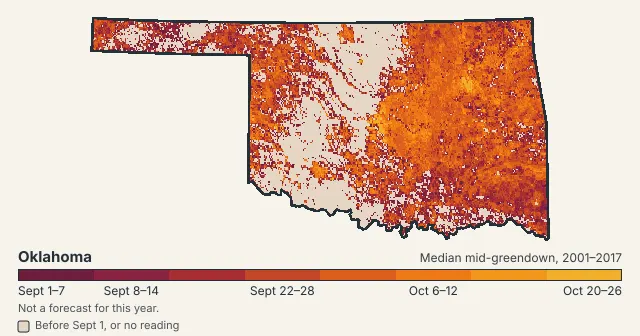 Oklahoma
Median mid-greendown, 2001–2017
Sept 1–7 Sept 8–14 Sept 22–28 Oct 6–12 Oct 20–26
Not a forecast for this year.
Before Sept 1, or no reading